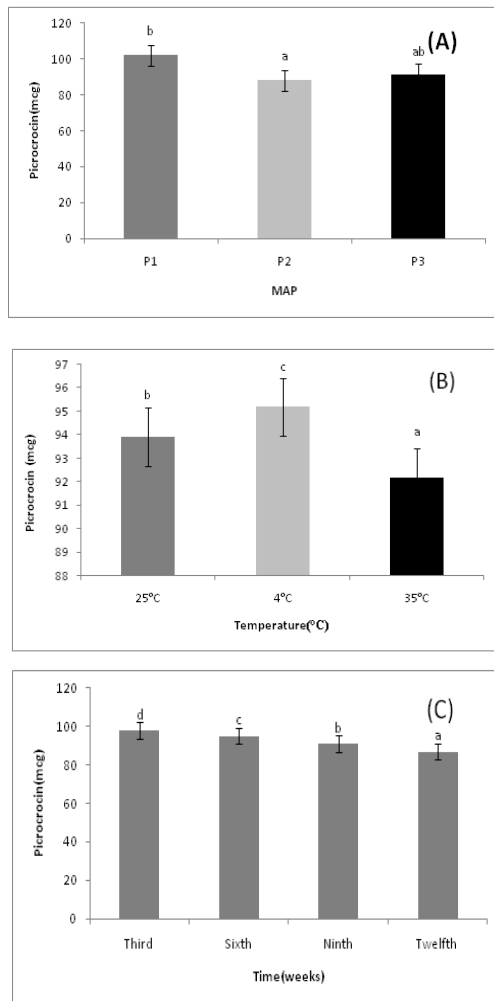 (A)
Picrocrocin(mcg)
120
100
80
60
40
20
0
b
a
ab
P1 P2 P3
MAP
(B)
Picrocrocin (mcg)
97
96
95
94
93
92
91
90
89
88
b
c
a
25°C 4°C 35°C
Temperature(°C)
(C)
Picrocrocin(mcg)
120
100
80
60
40
20
0
d
c
b
a
Third Sixth Ninth Twelfth
Time(weeks)